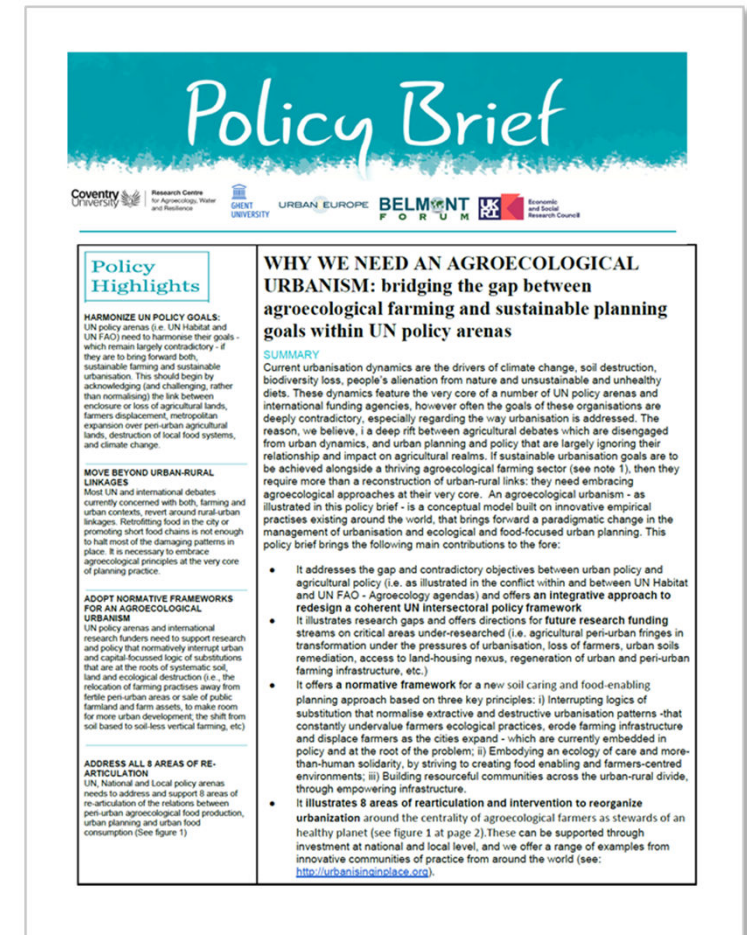 Policy Brief
Coventry
University
Research Centre
for Agroecology, Water
and Resilience
GHENT
UNIVERSITY
URBAN EUROPE
BELMONT
FORUM
UKRI
Economic
and Social
Research Council
Policy
Highlights
HARMONIZE UN POLICY GOALS:
UN policy arenas (i.e. UN Habitat and
UN FAO) need to harmonise their goals -
which remain largely contradictory - if
they are to bring forward both,
sustainable farming and sustainable
urbanisation. This should begin by
acknowledging (and challenging, rather
than normalising) the link between
enclosure or loss of agricultural lands,
farmers displacement, metropolitan
expansion over peri-urban agricultural
lands, destruction of local food systems,
and climate change.
MOVE BEYOND URBAN-RURAL
LINKAGES
Most UN and international debates
currently concerned with both, farming and
urban contexts, revert around rural-urban
linkages. Retrofitting food in the city or
promoting short food chains is not enough
to halt most of the damaging patterns in
place. It is necessary to embrace
agroecological principles at the very core
of planning practice.
ADOPT NORMATIVE FRAMEWORKS
FOR AN AGROECOLOGICAL
URBANISM
UN policy arenas and international
research funders need to support research
and policy that normatively interrupt urban
and capital-focussed logic of substitutions
that are at the roots of systematic soil,
land and ecological destruction (i.e., the
relocation of farming practises away from
fertile peri-urban areas or sale of public
farmland and farm assets, to make room
for more urban development; the shift from
soil based to soil-less vertical farming, etc)
ADDRESS ALL 8 AREAS OF RE-
ARTICULATION
UN, National and Local policy arenas
needs to address and support 8 areas of
re-articulation of the relations between
peri-urban agroecological food production,
urban planning and urban food
consumption (See figure 1)
WHY WE NEED AN AGROECOLOGICAL
URBANISM: bridging the gap between
agroecological farming and sustainable planning
goals within UN policy arenas
SUMMARY
Current urbanisation dynamics are the drivers of climate change, soil destruction,
biodiversity loss, people's alienation from nature and unsustainable and unhealthy
diets. These dynamics feature the very core of a number of UN policy arenas and
international funding agencies, however often the goals of these organisations are
deeply contradictory, especially regarding the way urbanisation is addressed. The
reason, we believe, i a deep rift between agricultural debates which are disengaged
from urban dynamics, and urban planning and policy that are largely ignoring their
relationship and impact on agricultural realms. If sustainable urbanisation goals are to
be achieved alongside a thriving agroecological farming sector (see note 1), then they
require more than a reconstruction of urban-rural links: they need embracing
agroecological approaches at their very core. An agroecological urbanism - as
illustrated in this policy brief - is a conceptual model built on innovative empirical
practises existing around the world, that brings forward a paradigmatic change in the
management of urbanisation and ecological and food-focused urban planning. This
policy brief brings the following main contributions to the fore:
• It addresses the gap and contradictory objectives between urban policy and
agricultural policy (i.e. as illustrated in the conflict within and between UN Habitat
and UN FAO - Agroecology agendas) and offers an integrative approach to
redesign a coherent UN intersectoral policy framework
• It illustrates research gaps and offers directions for future research funding
streams on critical areas under-researched (i.e. agricultural peri-urban fringes in
transformation under the pressures of urbanisation, loss of farmers, urban soils
remediation, access to land-housing nexus, regeneration of urban and peri-urban
farming infrastructure, etc.)
• It offers a normative framework for a new soil caring and food-enabling
planning approach based on three key principles: i) Interrupting logics of
substitution that normalise extractive and destructive urbanisation patterns -that
constantly undervalue farmers ecological practices, erode farming infrastructure
and displace farmers as the cities expand - which are currently embedded in
policy and at the root of the problem; ii) Embodying an ecology of care and more-
than-human solidarity, by striving to creating food enabling and farmers-centred
environments; iii) Building resourceful communities across the urban-rural divide,
through empowering infrastructure.
• It illustrates 8 areas of rearticulation and intervention to reorganize
urbanization around the centrality of agroecological farmers as stewards of an
healthy planet (see figure 1 at page 2).These can be supported through
investment at national and local level, and we offer a range of examples from
innovative communities of practice from around the world (see:
http://urbanisinginplace.org).